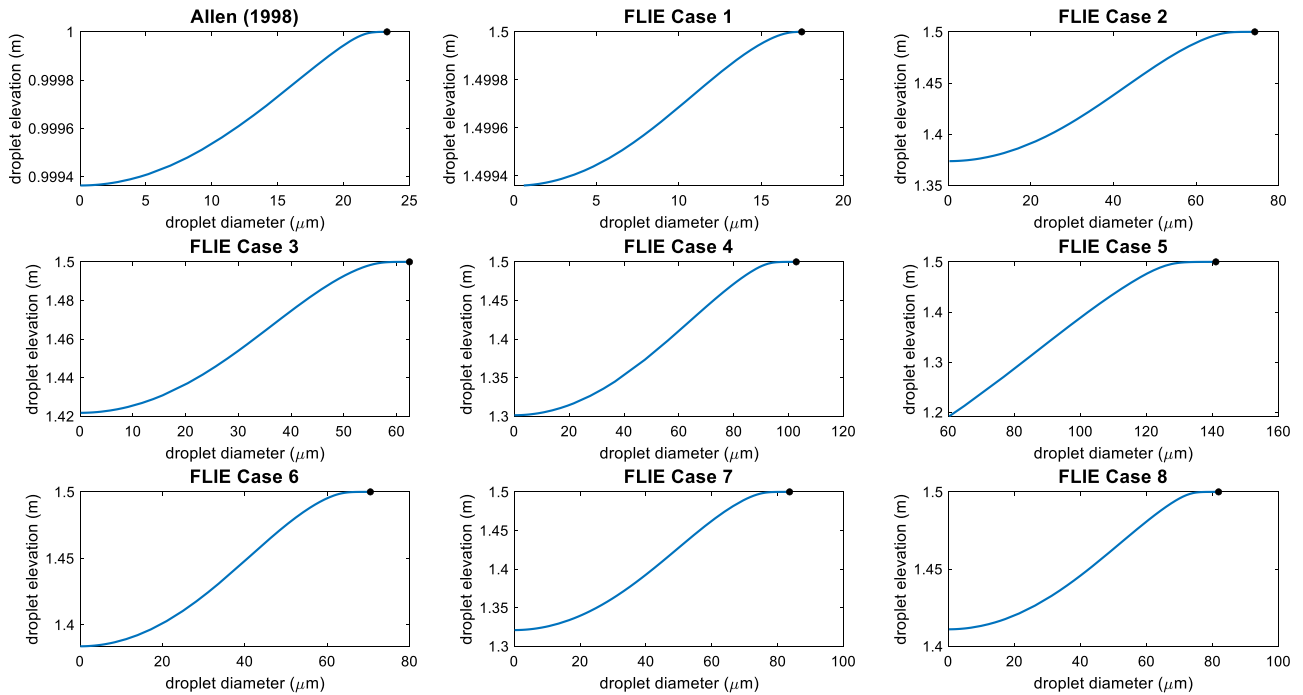 Allen (1998)
1
0.9998
0.9996
0.9994
droplet elevation (m)
0 5 10 15 20 25
droplet diameter (μm)
FLIE Case 1
1.5
1.4998
1.4996
1.4994
droplet elevation (m)
0 5 10 15 20
droplet diameter (μm)
FLIE Case 2
1.5
1.45
1.4
1.35
droplet elevation (m)
0 20 40 60 80
droplet diameter (μm)
FLIE Case 3
1.5
1.48
1.46
1.44
1.42
droplet elevation (m)
0 10 20 30 40 50 60
droplet diameter (μm)
FLIE Case 4
1.5
1.45
1.4
1.35
1.3
droplet elevation (m)
0 20 40 60 80 100 120
droplet diameter (μm)
FLIE Case 5
1.5
1.4
1.3
1.2
droplet elevation (m)
60 80 100 120 140 160
droplet diameter (μm)
FLIE Case 6
1.5
1.45
1.4
droplet elevation (m)
0 20 40 60 80
droplet diameter (μm)
FLIE Case 7
1.5
1.45
1.4
1.35
1.3
droplet elevation (m)
0 20 40 60 80 100
droplet diameter (μm)
FLIE Case 8
1.5
1.45
1.4
droplet elevation (m)
0 20 40 60 80 100
droplet diameter (μm)